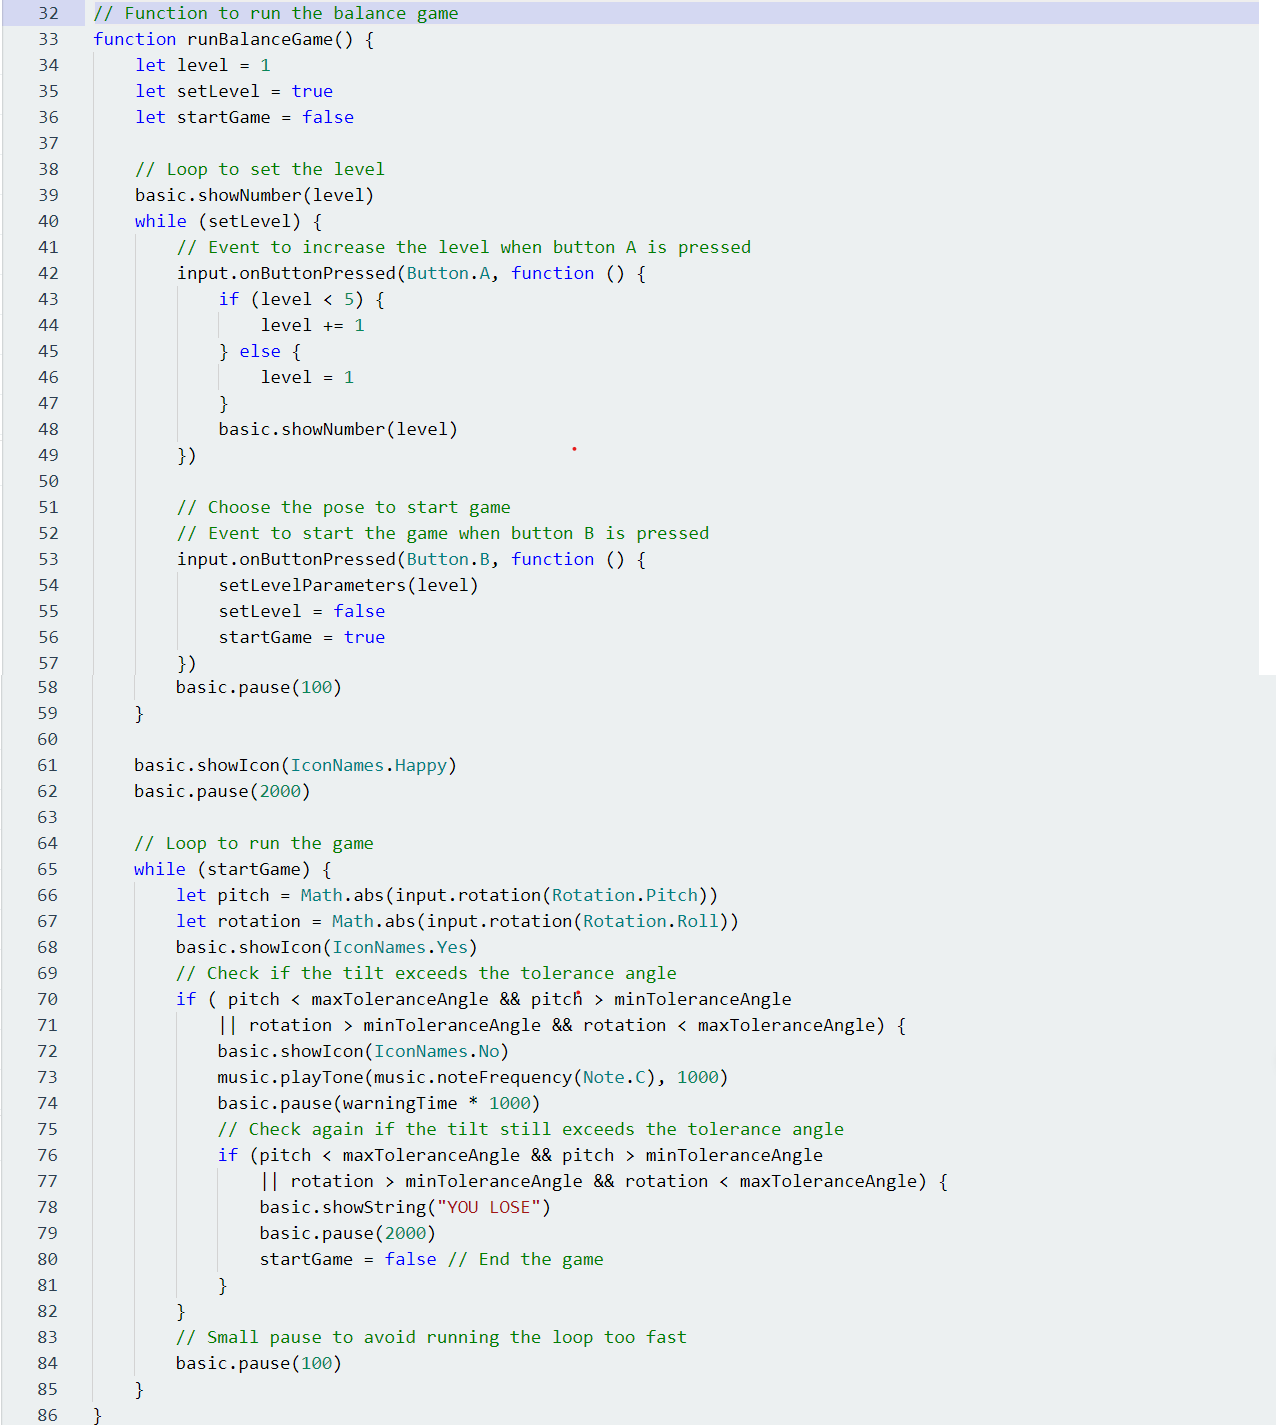 32 // Function to run the balance game
33 function runBalanceGame() {
34 let level = 1
35 let setLevel = true
36 let startGame = false
37
38 // Loop to set the level
39 basic.showNumber(level)
40 while (setLevel) {
41 // Event to increase the level when button A is pressed
42 input.onButtonPressed(Button.A, function () {
43 if (level < 5) {
44 level += 1
45 } else {
46 level = 1
47 }
48 basic.showNumber(level)
49 })
50
51 // Choose the pose to start game
52 // Event to start the game when button B is pressed
53 input.onButtonPressed(Button.B, function () {
54 setLevelParameters(level)
55 setLevel = false
56 startGame = true
57 })
58 basic.pause(100)
59 }
60
61 basic.showIcon(IconNames.Happy)
62 basic.pause(2000)
63
64 // Loop to run the game
65 while (startGame) {
66 let pitch = Math.abs(input.rotation(Rotation.Pitch))
67 let rotation = Math.abs(input.rotation(Rotation.Roll))
68 basic.showIcon(IconNames.Yes)
69 // Check if the tilt exceeds the tolerance angle
70 if ( pitch < maxToleranceAngle && pitch > minToleranceAngle
71 || rotation > minToleranceAngle && rotation < maxToleranceAngle) {
72 basic.showIcon(IconNames.No)
73 music.playTone(music.noteFrequency(Note.C), 1000)
74 basic.pause(warningTime * 1000)
75 // Check again if the tilt still exceeds the tolerance angle
76 if (pitch < maxToleranceAngle && pitch > minToleranceAngle
77 || rotation > minToleranceAngle && rotation < maxToleranceAngle) {
78 basic.showString("YOU LOSE")
79 basic.pause(2000)
80 startGame = false // End the game
81 }
82 }
83 // Small pause to avoid running the loop too fast
84 basic.pause(100)
85 }
86 }